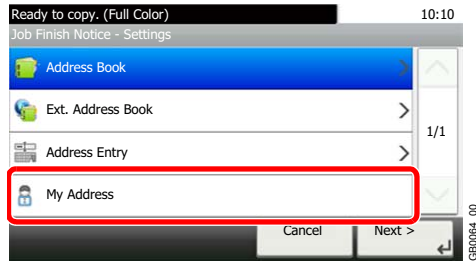 Ready to copy. (Full Color) 10:10
Job Finish Notice - Settings
Address Book
Ext. Address Book
1/1
Address Entry
My Address
Cancel Next >
GB0064_00